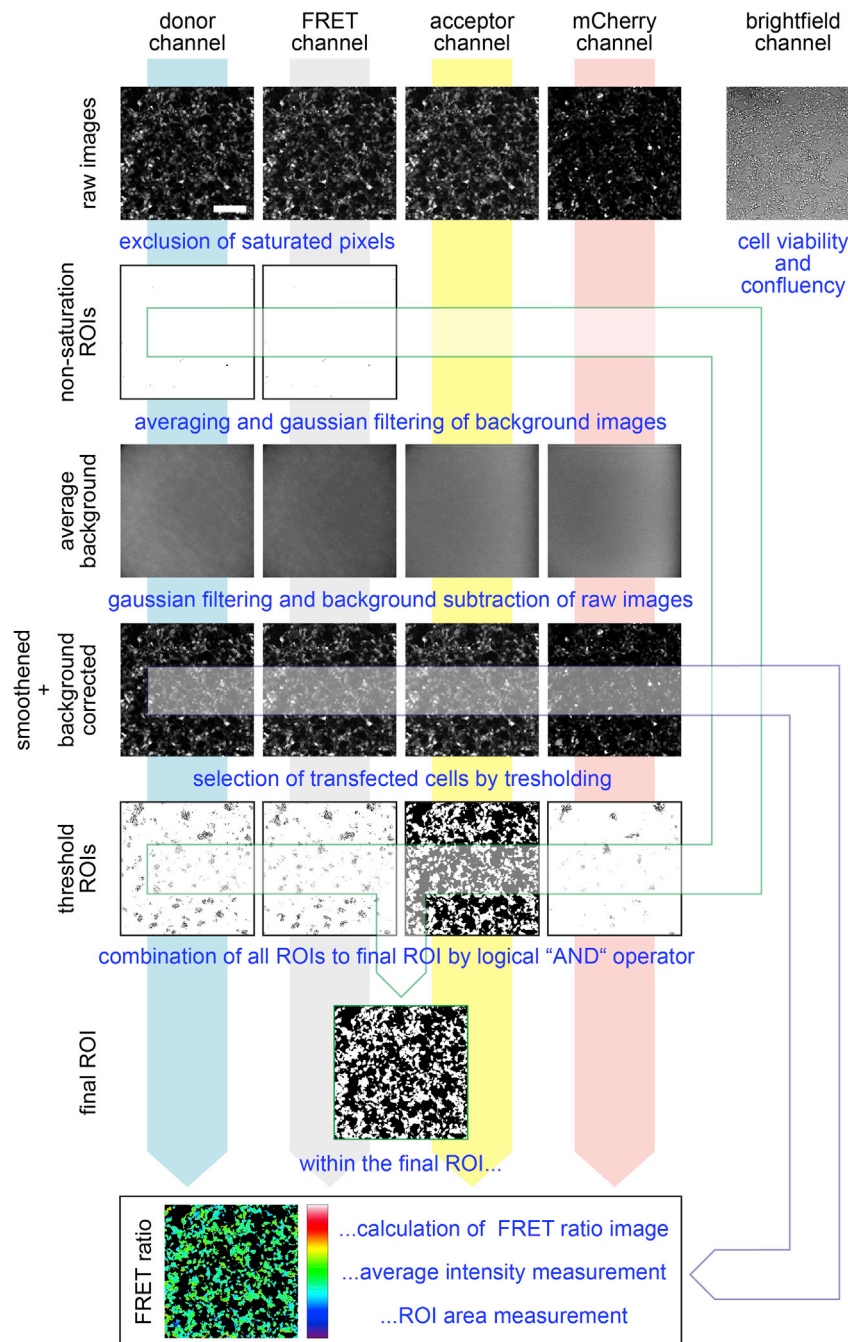 donor
channel
FRET
channel
acceptor
channel
mCherry
channel
brightfield
channel
raw images
exclusion of saturated pixels
cell viability
and
confluency
non-saturation
ROIs
averaging and gaussian filtering of background images
average
background
gaussian filtering and background subtraction of raw images
smoothened
+
background
corrected
selection of transfected cells by tresholding
threshold
ROIs
combination of all ROIs to final ROI by logical “AND“ operator
final ROI
within the final ROI...
FRET ratio
...calculation of  FRET ratio image
...average intensity measurement
...ROI area measurement